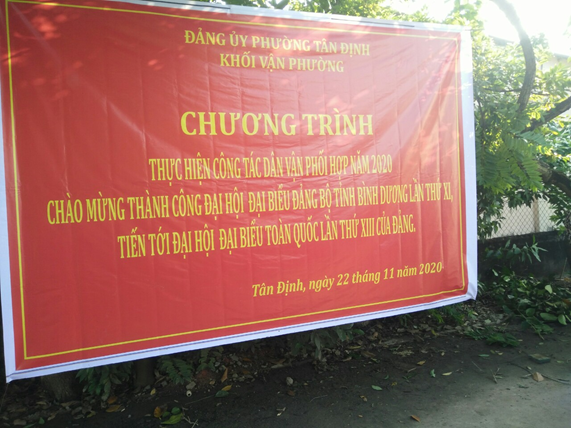 ĐẢNG ỦY PHƯỜNG TÂN ĐỊNH
KHỐI VẬN PHƯỜNG
CHƯƠNG TRÌNH
THỰC HIỆN CÔNG TÁC DÂN VẬN PHỐI HỢP NĂM 2020
CHÀO MỪNG THÀNH CÔNG ĐẠI HỘI ĐẠI BIỂU ĐẢNG BỘ TỈNH BÌNH DƯƠNG LẦN THỨ XI,
TIẾN TỚI ĐẠI HỘI ĐẠI BIỂU TOÀN QUỐC LẦN THỨ XIII CỦA ĐẢNG.
Tân Định, ngày 22 tháng 11 năm 2020